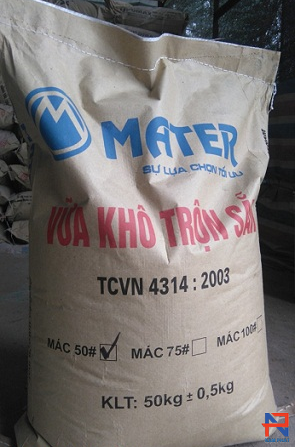 MATER
SỰ LỰA CHỌN TỐI ƯU
VỮA KHÔ TRỘN SẴN
TCVN 4314 : 2003
MÁC 50# MÁC 75# MÁC 100#
KLT: 50kg ± 0,5kg